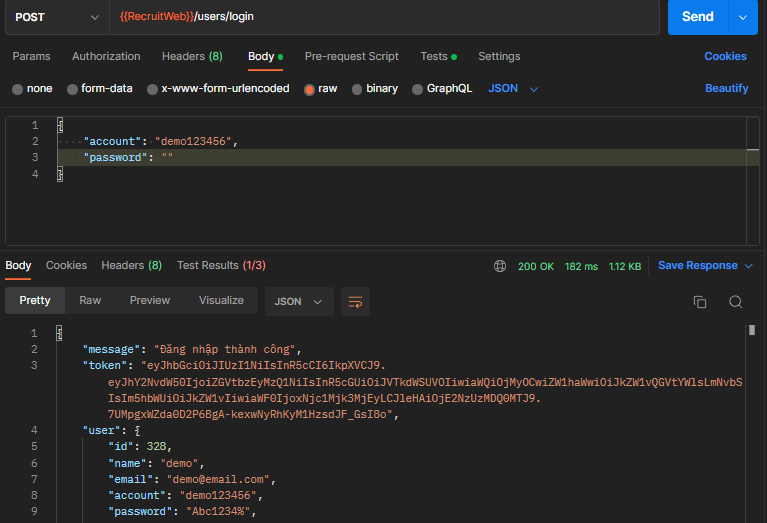 POST {{RecruitWeb}}/users/login Send
Params Authorization Headers (8) Body Pre-request Script Tests Settings Cookies
none form-data x-www-form-urlencoded raw binary GraphQL JSON Beautify
1 {
2 "account": "demo123456",
3 "password": ""
4 }
Body Cookies Headers (8) Test Results (1/3) 200 OK 182 ms 1.12 KB Save Response
Pretty Raw Preview Visualize JSON
1 {
2 "message": "Đăng nhập thành công",
3 "token": "eyJhbGciOiJIUzI1NiIsInR5cCI6IkpXVCJ9.
eyJhY2NvdW50IjoiZGVtbzEyMzQ1NiIsInR5cGUiOiJVTkdWSUVOIiwiaWQiOjMyOCwiZW1haWwiOiJkZW1vQGVtYWlsLmNvbS
IsIm5hbWUiOiJkZW1vIiwiaWF0IjoxNjc1Mjk3MjEyLCJleHAiOjE2NzUzMDQ0MTJ9.
7UMpgxWZda0D2P6BgA-kexwNyRhKyM1HzsdJF_GsI8o",
4 "user": {
5 "id": 328,
6 "name": "demo",
7 "email": "demo@email.com",
8 "account": "demo123456",
9 "password": "Abc1234%",